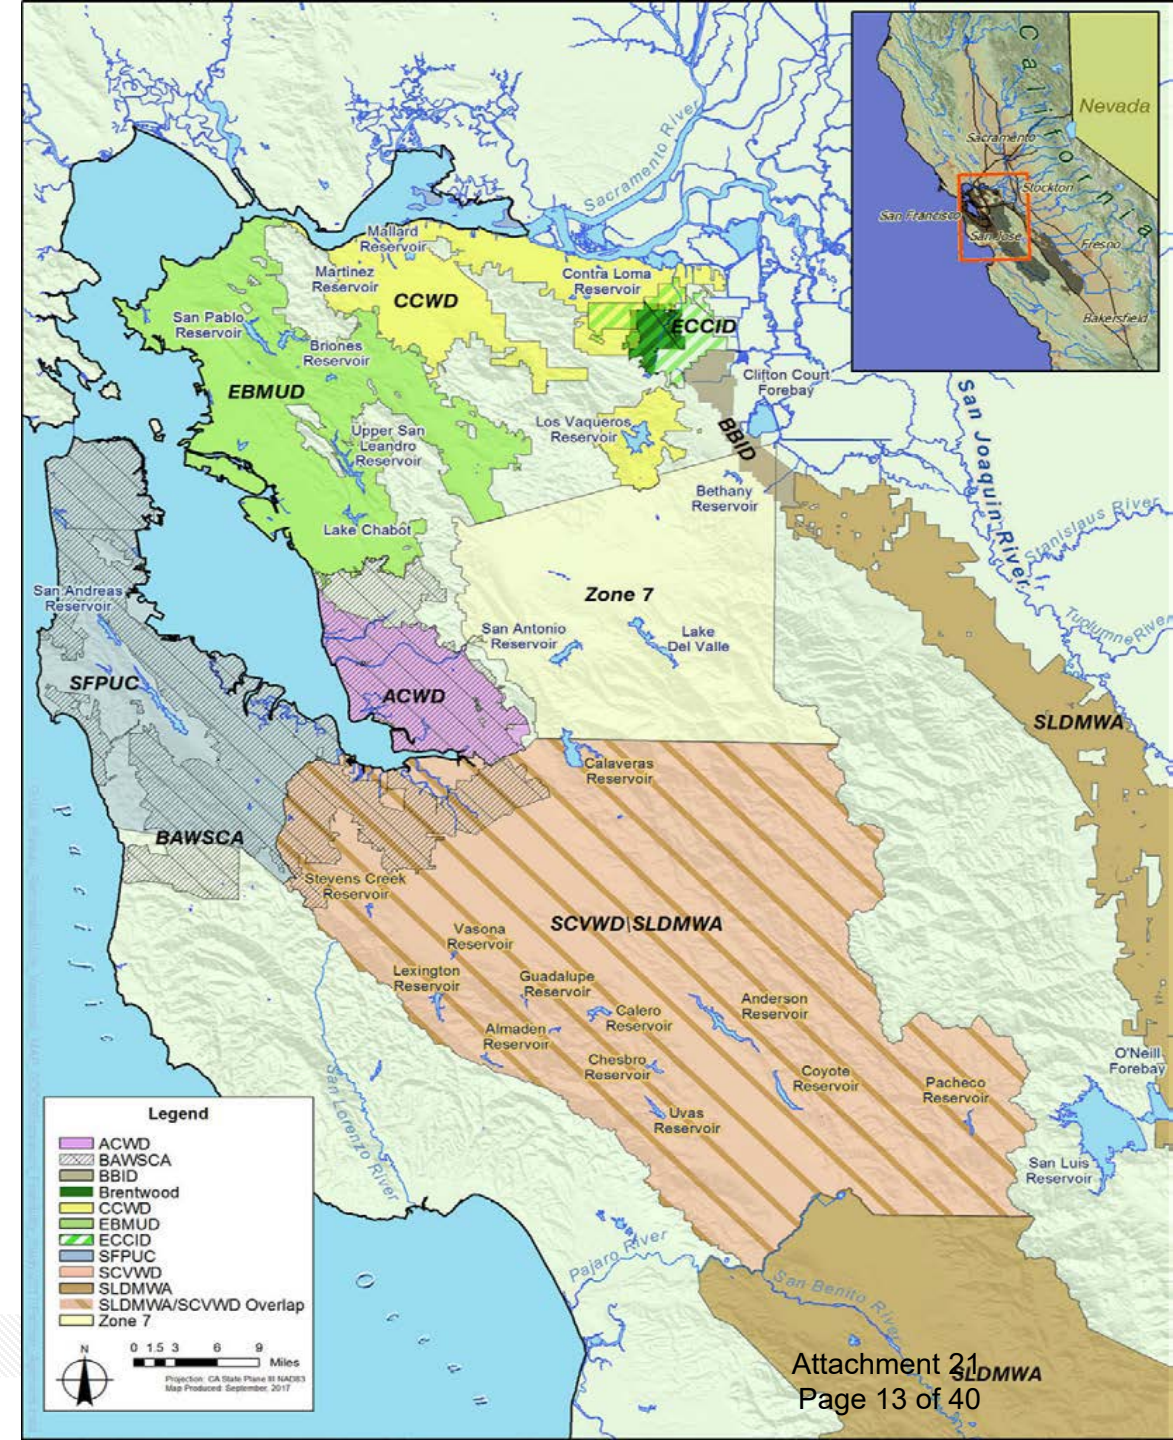 California
Nevada
Sacramento
Stockton
San Francisco
San Jose
Fresno
Bakersfield
Sacramento River
Mallard
Reservoir
Martinez
Reservoir
CCWD
Contra Loma
Reservoir
ECCID
San Pablo
Reservoir
Briones
Reservoir
EBMUD
Clifton Court
Forebay
Los Vaqueros
Reservoir
BBID
Upper San
Leandro
Reservoir
Bethany
Reservoir
San Joaquin River
Stanislaus River
Lake Chabot
Zone 7
San Andreas
Reservoir
San Antonio
Reservoir
Lake
Del Valle
Tuolumne River
SFPUC
ACWD
SLDMWA
Calaveras
Reservoir
BAWSCA
Stevens Creek
Reservoir
SCVWD\SLDMWA
Vasona
Reservoir
Lexington
Reservoir
Guadalupe
Reservoir
Calero
Reservoir
Anderson
Reservoir
Almaden
Reservoir
Chesbro
Reservoir
Coyote
Reservoir
Pacheco
Reservoir
O'Neill
Forebay
Uvas
Reservoir
San Luis
Reservoir
San Lorenzo River
Pajaro River
San Benito River
Pacific
Ocean
Legend
ACWD
BAWSCA
BBID
Brentwood
CCWD
EBMUD
ECCID
SFPUC
SCVWD
SLDMWA
SLDMWA/SCVWD Overlap
Zone 7
N
0 1.5 3 6 9
Miles
Projection: CA State Plane III NAD83
Map Produced: September, 2017
SLDMWA
Attachment 21
Page 13 of 40